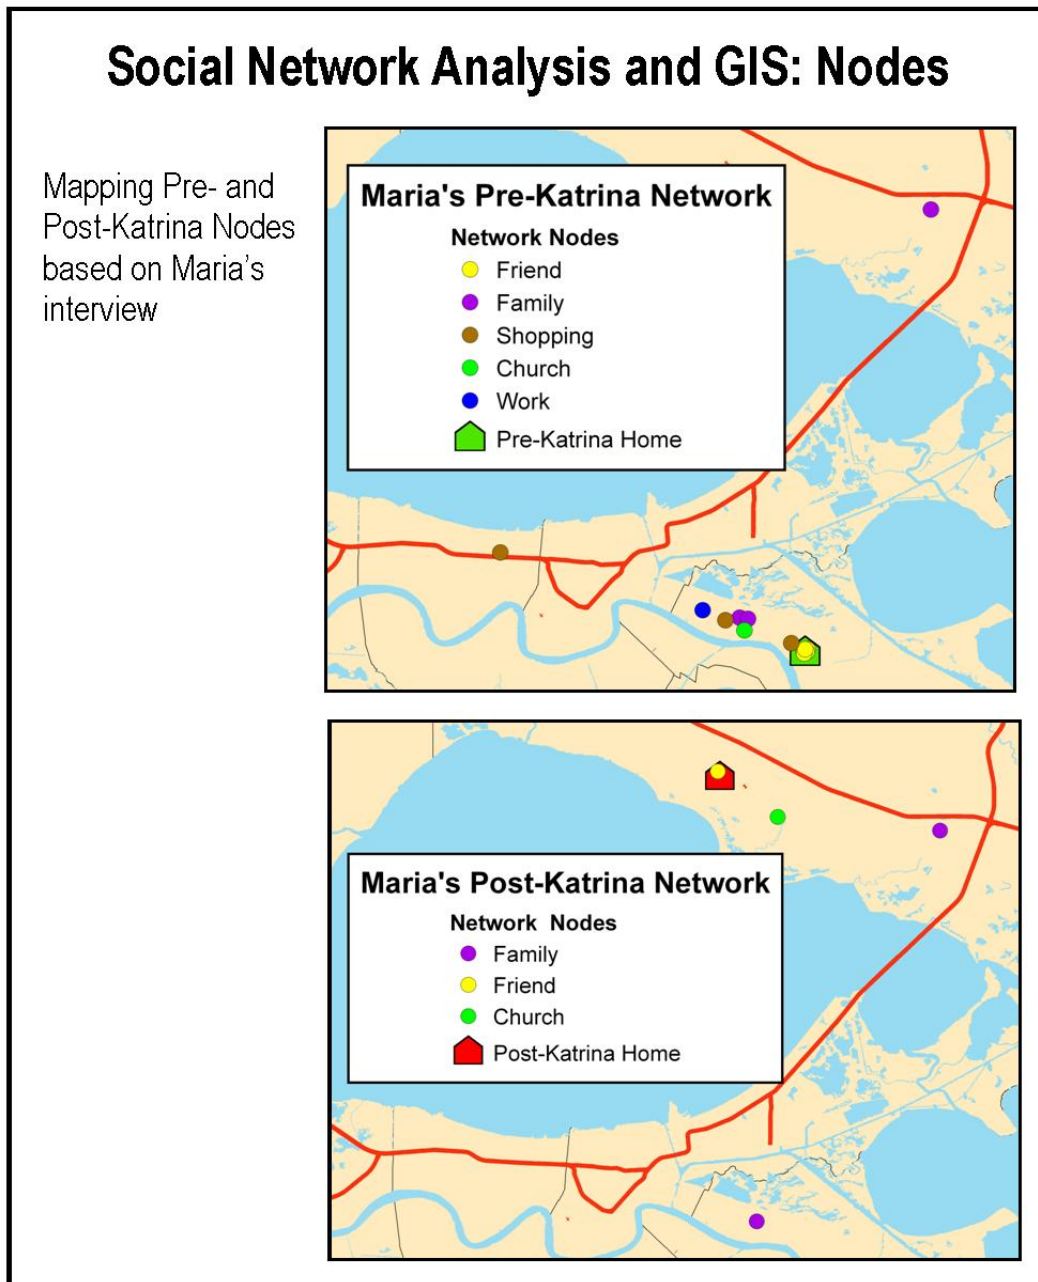 Social Network Analysis and GIS: Nodes
Mapping Pre- and
Post-Katrina Nodes
based on Maria's
interview
Maria's Pre-Katrina Network
Network Nodes
Friend
Family
Shopping
Church
Work
Pre-Katrina Home
Maria's Post-Katrina Network
Network Nodes
Family
Friend
Church
Post-Katrina Home